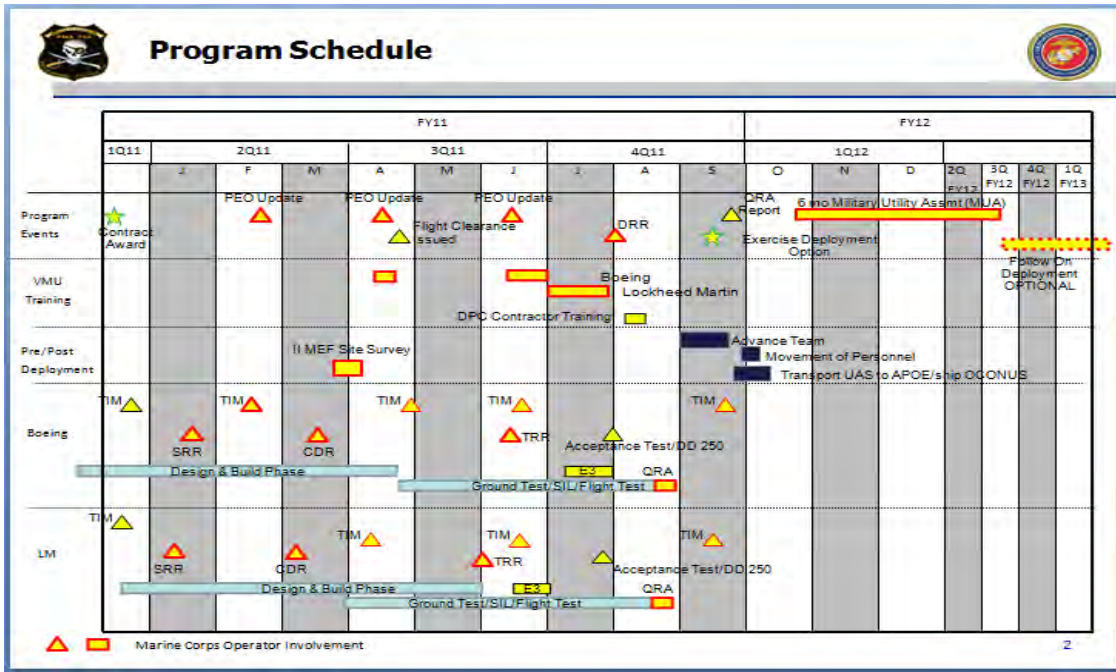 Program Schedule
FY11 FY12
1Q11 2Q11 3Q11 4Q11 1Q12
J F M A M J J A S O N D 2Q FY12 3Q FY12 4Q FY12 1Q FY13
Program Events
Contract Award
PEO Update
PEO Update
Flight Clearance Issued
PEO Update
DRR
QRA Report
Exercise Deployment Option
6 mo Military Utility Assmt (MUA)
Follow On Deployment OPTIONAL
VMU Training
Boeing
Lockheed Martin
DPC Contractor Training
Pre/Post Deployment
II MEF Site Survey
Advance Team
Movement of Personnel
Transport UAS to APOE/ship OCONUS
Boeing
TIM
TIM
TIM
TIM
TIM
SRR
CDR
TRR
Acceptance Test/DD 250
Design & Build Phase
E3
QRA
Ground Test/SIL/Flight Test
LM
TIM
TIM
TIM
TIM
SRR
CDR
TRR
Acceptance Test/DD 250
Design & Build Phase
E3
QRA
Ground Test/SIL/Flight Test
Marine Corps Operator Involvement
2